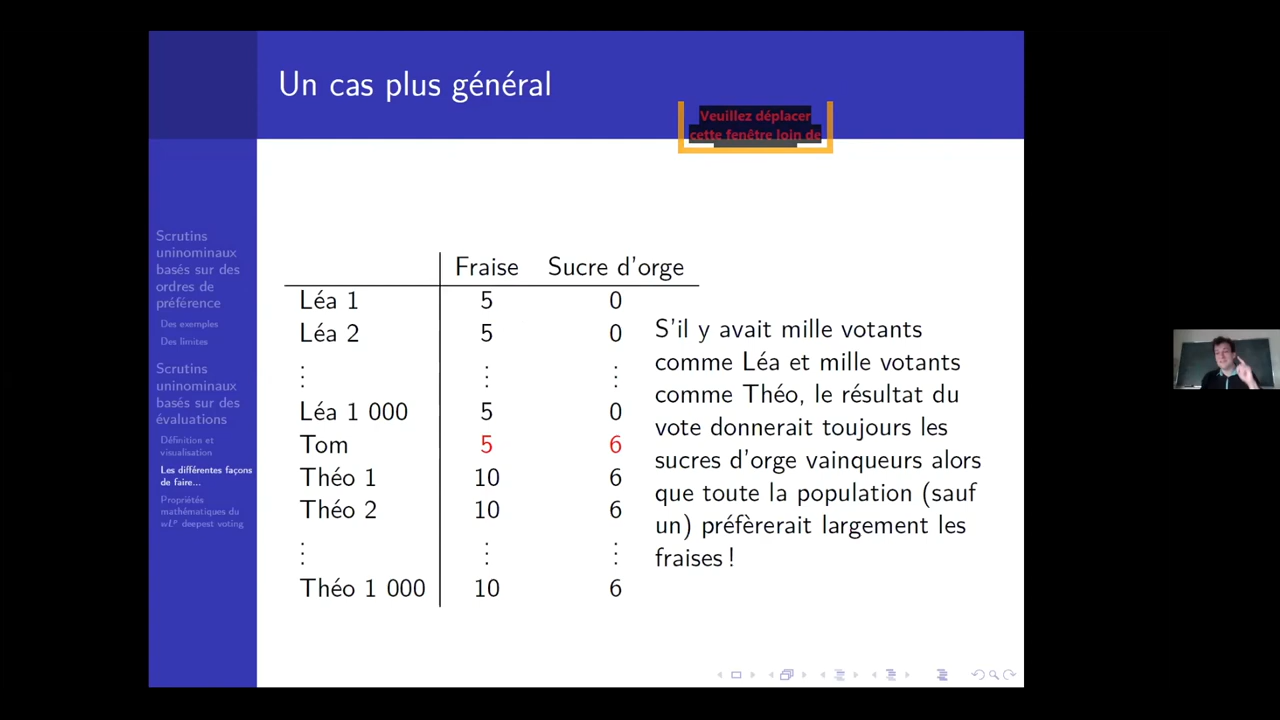 Un cas plus général
Veuillez déplacer
cette fenêtre loin de
Scrutins
uninominaux
basés sur des
ordres de
préférence
Des exemples
Des limites
Scrutins
uninominaux
basés sur des
évaluations
Définition et
visualisation
Les différentes façons
de faire...
Propriétés
mathématiques du
wLᵖ deepest voting
Fraise Sucre d'orge
Léa 1 5 0
Léa 2 5 0
⋮ ⋮ ⋮
Léa 1 000 5 0
Tom 5 6
Théo 1 10 6
Théo 2 10 6
⋮ ⋮ ⋮
Théo 1 000 10 6
S'il y avait mille votants
comme Léa et mille votants
comme Théo, le résultat du
vote donnerait toujours les
sucres d'orge vainqueurs alors
que toute la population (sauf
un) préfèrerait largement les
fraises !